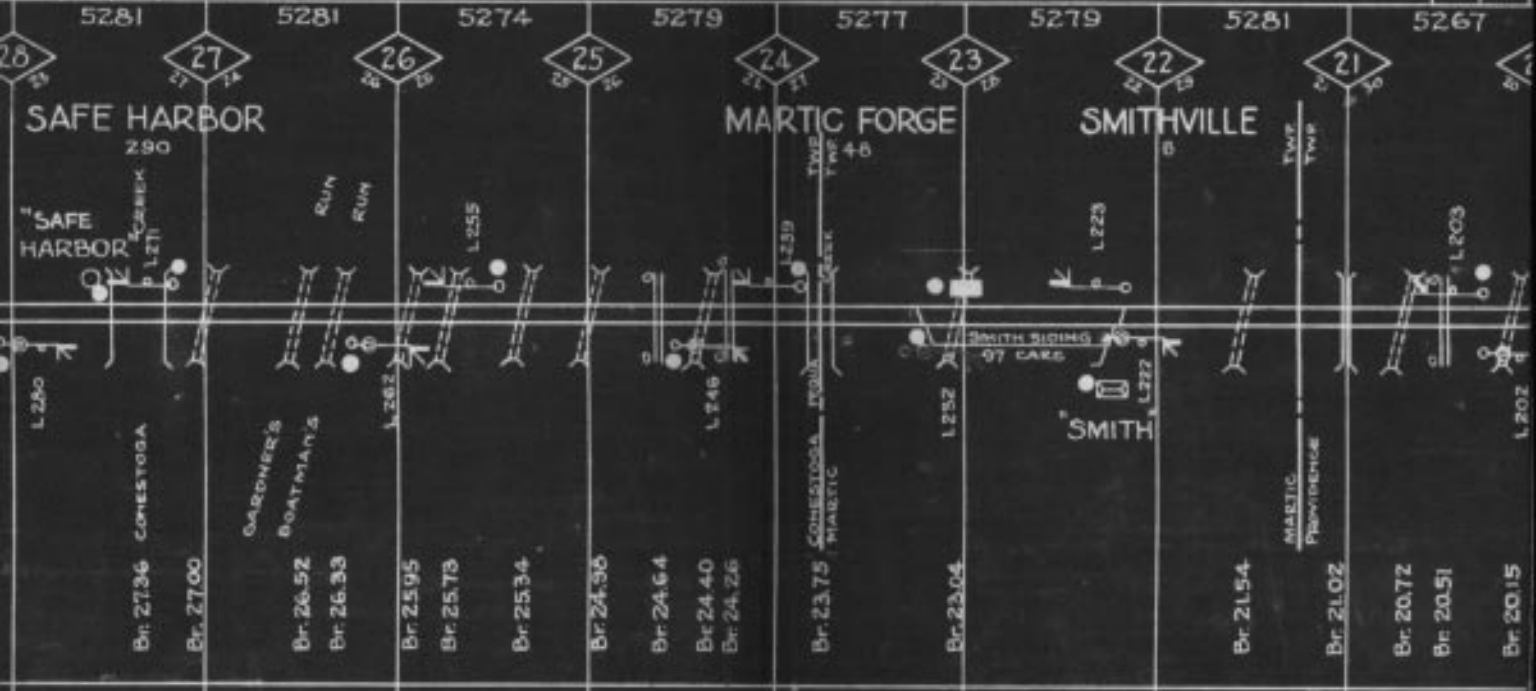 5281 5281 5274 5279 5277 5279 5281 5267
28 27 26 25 24 23 22 21
SAFE HARBOR
290
MARTIC FORGE
48
SMITHVILLE
8
TWP.
TWP.
TWP.
TWP.
"SAFE
HARBOR"
CREEK
L271
RUN
RUN
L255
L239
CREEK
L223
L203
SMITH SIDING
97 CARS
L280
L262
L246
L232
L222
L202
"SMITH"
CONESTOGA
GARDNER'S
BOATMAN'S
PEQUA
CONESTOGA
MARTIC
MARTIC
PROVIDENCE
Br. 27.36
Br. 27.00
Br. 26.52
Br. 26.33
Br. 25.95
Br. 25.73
Br. 25.34
Br. 24.98
Br. 24.64
Br. 24.40
Br. 24.26
Br. 23.75
Br. 23.04
Br. 21.54
Br. 21.02
Br. 20.72
Br. 20.51
Br. 20.15